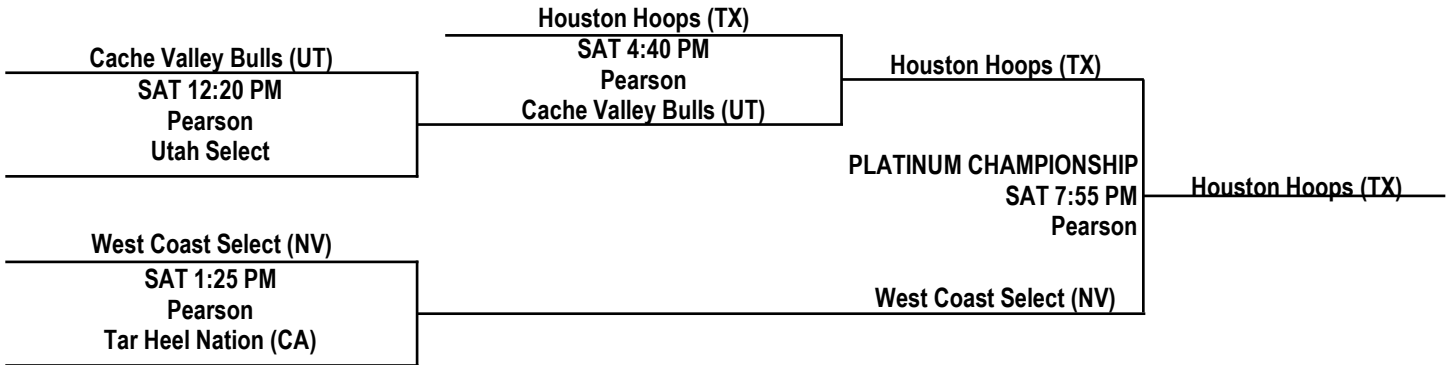 Houston Hoops (TX)
Cache Valley Bulls (UT)
SAT 4:40 PM
Houston Hoops (TX)
SAT 12:20 PM
Pearson
Pearson
Cache Valley Bulls (UT)
Utah Select
PLATINUM CHAMPIONSHIP
SAT 7:55 PM
Houston Hoops (TX)
Pearson
West Coast Select (NV)
SAT 1:25 PM
Pearson
West Coast Select (NV)
Tar Heel Nation (CA)